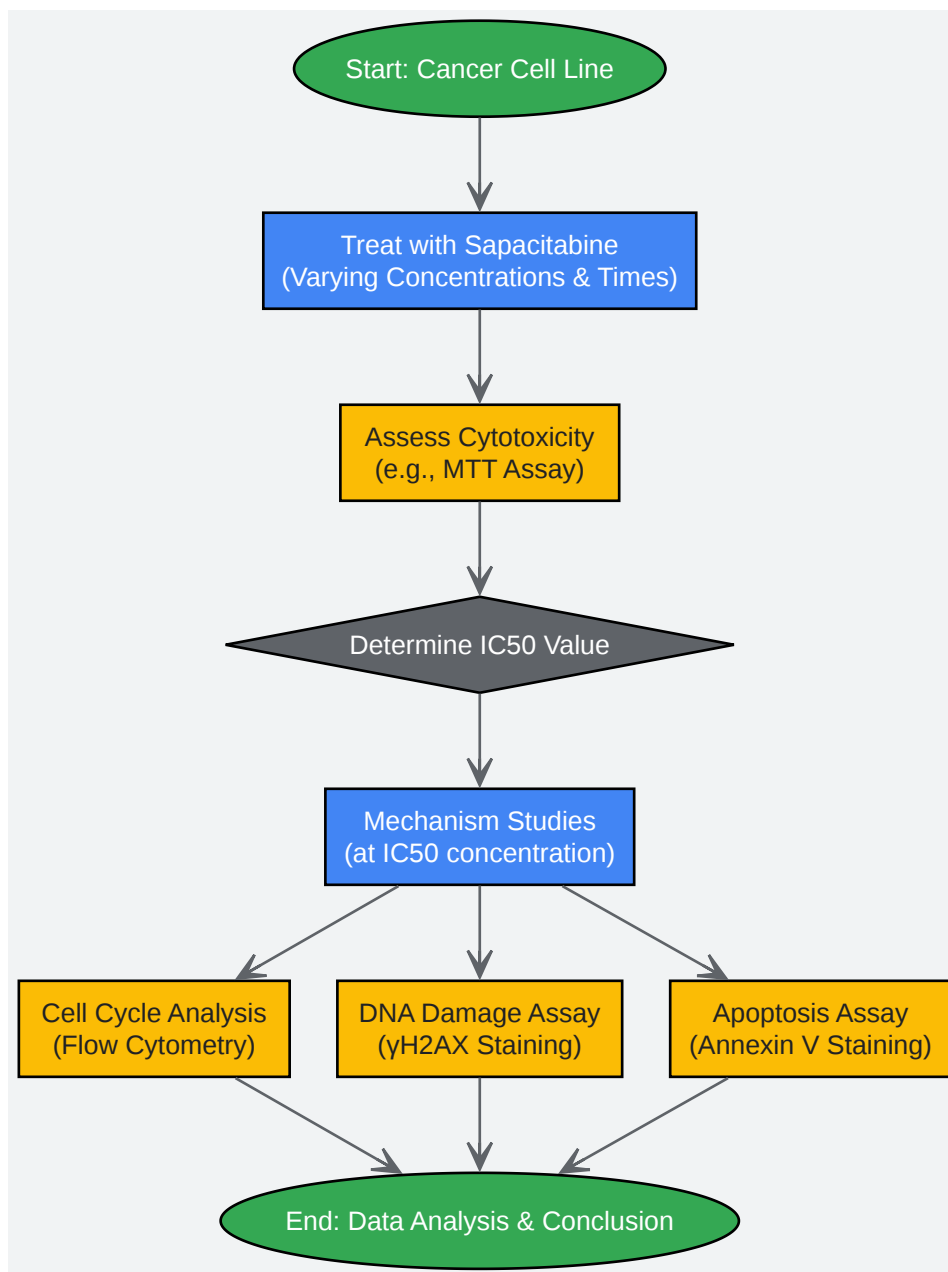 Start: Cancer Cell Line
Treat with Sapacitabine
(Varying Concentrations & Times)
Assess Cytotoxicity
(e.g., MTT Assay)
Determine IC50 Value
Mechanism Studies
(at IC50 concentration)
Cell Cycle Analysis
(Flow Cytometry)
DNA Damage Assay
(γH2AX Staining)
Apoptosis Assay
(Annexin V Staining)
End: Data Analysis & Conclusion